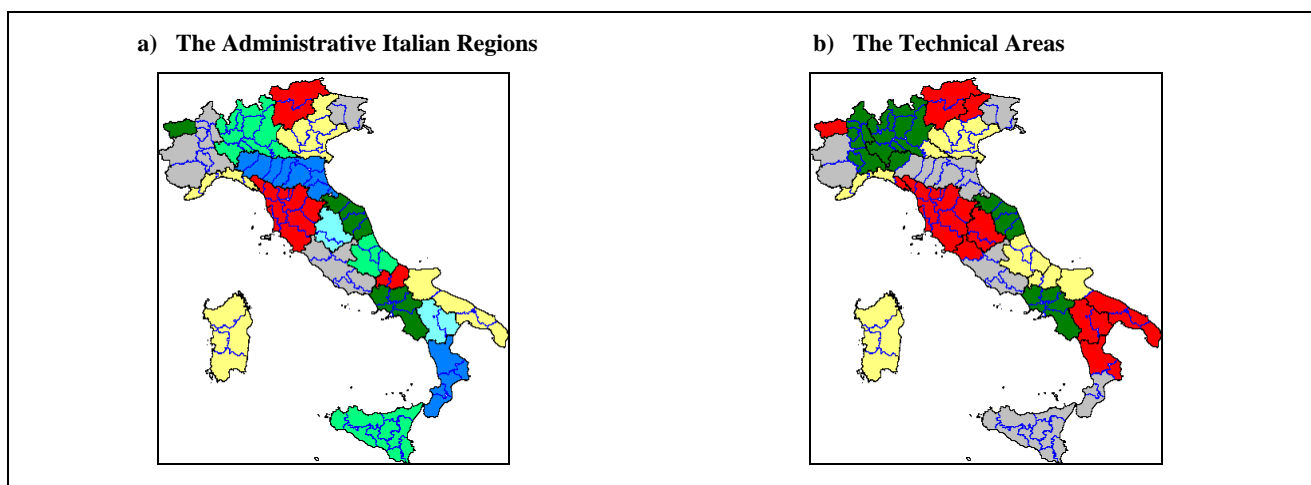 a) The Administrative Italian Regions
b) The Technical Areas